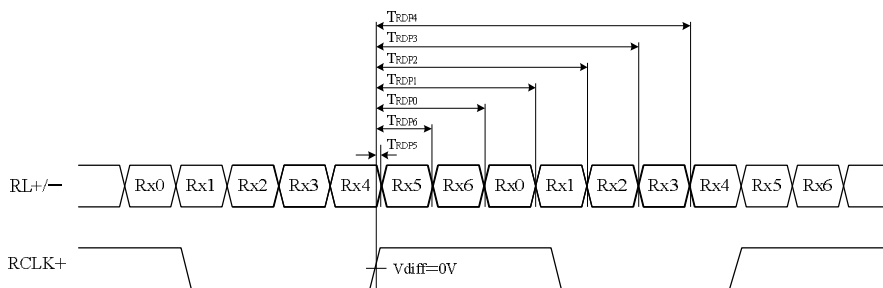 TRDP4
TRDP3
TRDP2
TRDP1
TRDP0
TRDP6
TRDP5
RL+/− Rx0 Rx1 Rx2 Rx3 Rx4 Rx5 Rx6 Rx0 Rx1 Rx2 Rx3 Rx4 Rx5 Rx6
RCLK+ Vdiff=0V